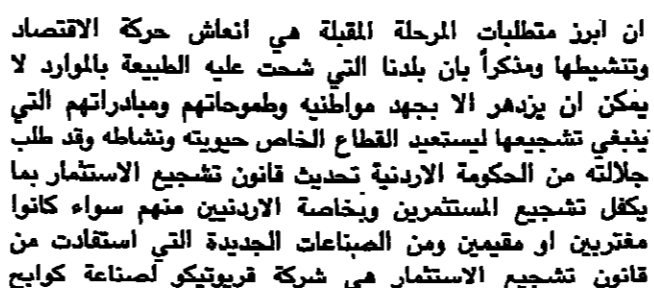 ان ابرز متطلبات المرحلة المقبلة هي انعاش حركة الاقتصاد
وتنشيطها ومذكراً بان بلدنا التي شحت عليه الطبيعة بالموارد لا
يمكن ان يزدهر الا بجهد مواطنيه وطموحاتهم ومبادراتهم التي
ينبغي تشجيعها ليستعيد القطاع الخاص حيويته ونشاطه وقد طلب
جلالته من الحكومة الاردنية تحديث قانون تشجيع الاستثمار بما
يكفل تشجيع المستثمرين وبخاصة الاردنيين منهم سواء كانوا
مغتربين او مقيمين ومن الصناعات الجديدة التي استفادت من
قانون تشجيع الاستثمار هي شركة قريوتيكو لصناعة كوابح